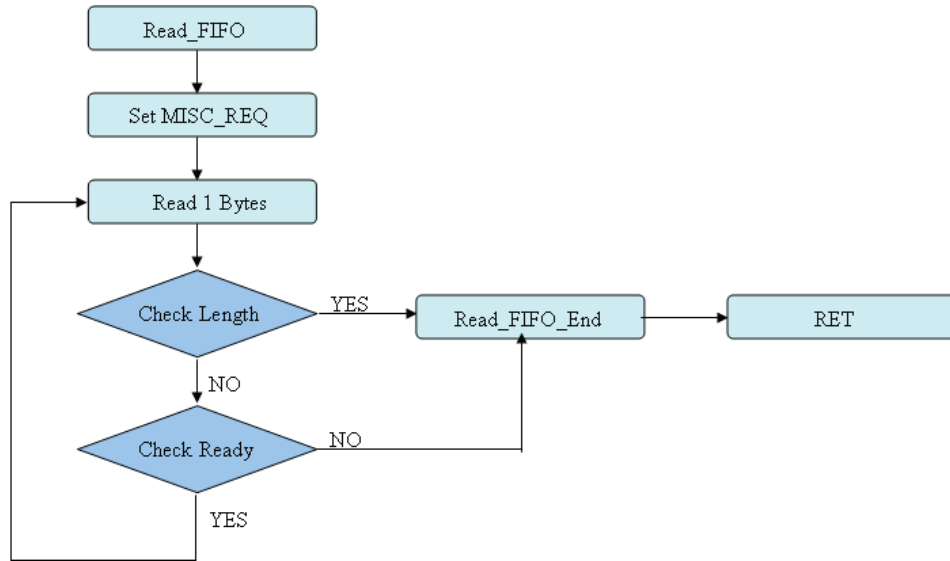 Read_FIFO
Set MISC_REQ
Read 1 Bytes
Check Length
YES
Read_FIFO_End
RET
NO
Check Ready
NO
YES